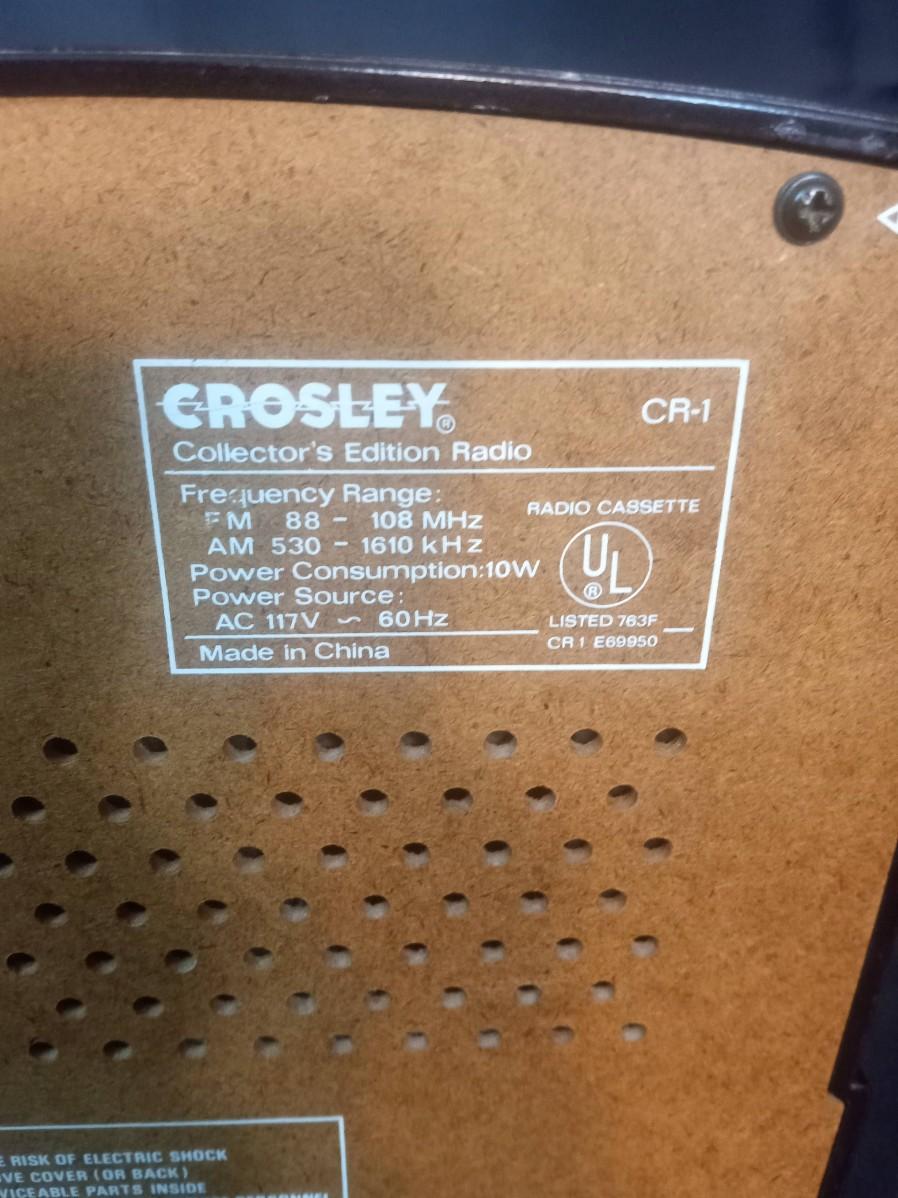 CROSLEY® CR-1
Collector's Edition Radio
Frequency Range:
FM 88 - 108 MHz
AM 530 - 1610 kHz
Power Consumption:10W
Power Source:
AC 117V ~ 60Hz
Made in China
RADIO CASSETTE
UL ®
LISTED 763F
CR 1 E69950
RISK OF ELECTRIC SHOCK
COVER (OR BACK)
PARTS INSIDE